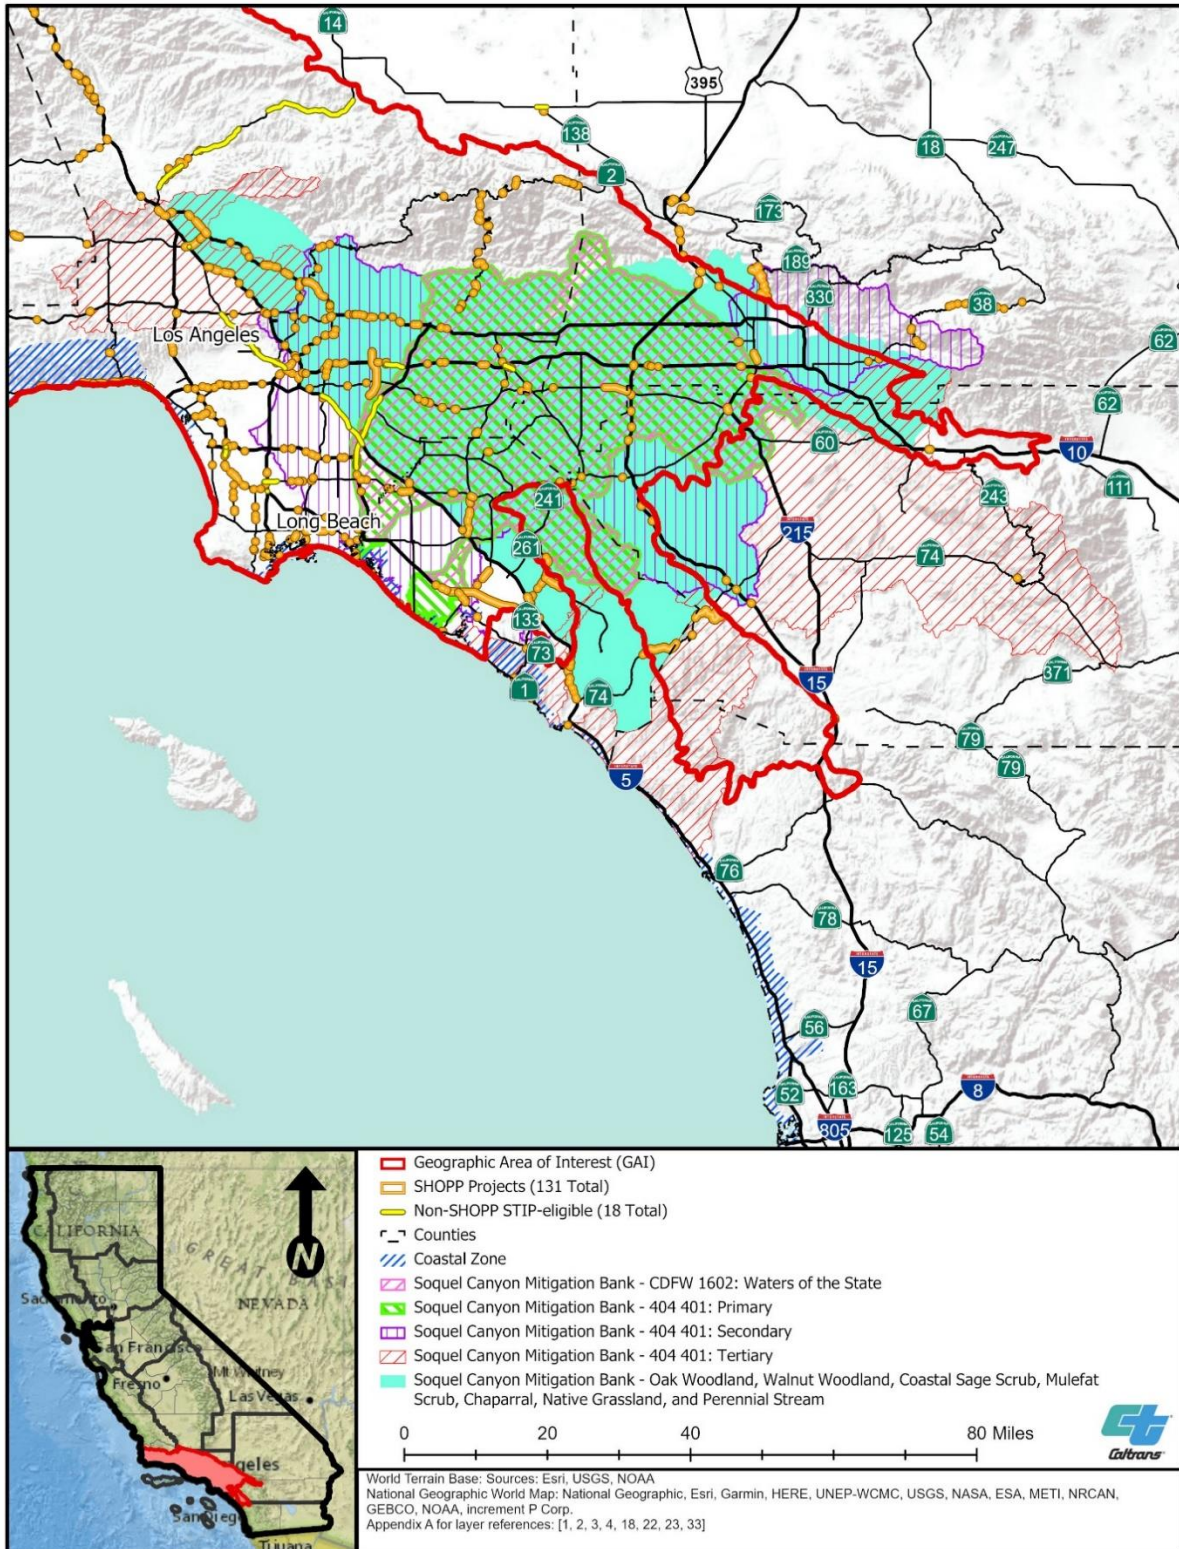 14
395
138
2
18
247
173
189
330
38
62
Los Angeles
62
60
10
243
111
241
Long Beach
215
74
261
133
73
1
74
15
371
79
79
5
76
78
15
67
56
52
163
8
805
125
54
CALIFORNIA
GREAT BASI
NEVADA
Sacramento
San Francisco
Mt Whitney
Fresno
Las Vegas
geles
San Diego
Tijuana
N
Geographic Area of Interest (GAI)
SHOPP Projects (131 Total)
Non-SHOPP STIP-eligible (18 Total)
Counties
Coastal Zone
Soquel Canyon Mitigation Bank - CDFW 1602: Waters of the State
Soquel Canyon Mitigation Bank - 404 401: Primary
Soquel Canyon Mitigation Bank - 404 401: Secondary
Soquel Canyon Mitigation Bank - 404 401: Tertiary
Soquel Canyon Mitigation Bank - Oak Woodland, Walnut Woodland, Coastal Sage Scrub, Mulefat
Scrub, Chaparral, Native Grassland, and Perennial Stream
0 20 40 80 Miles
ct
Caltrans
World Terrain Base: Sources: Esri, USGS, NOAA
National Geographic World Map: National Geographic, Esri, Garmin, HERE, UNEP-WCMC, USGS, NASA, ESA, METI, NRCAN,
GEBCO, NOAA, increment P Corp.
Appendix A for layer references: [1, 2, 3, 4, 18, 22, 23, 33]